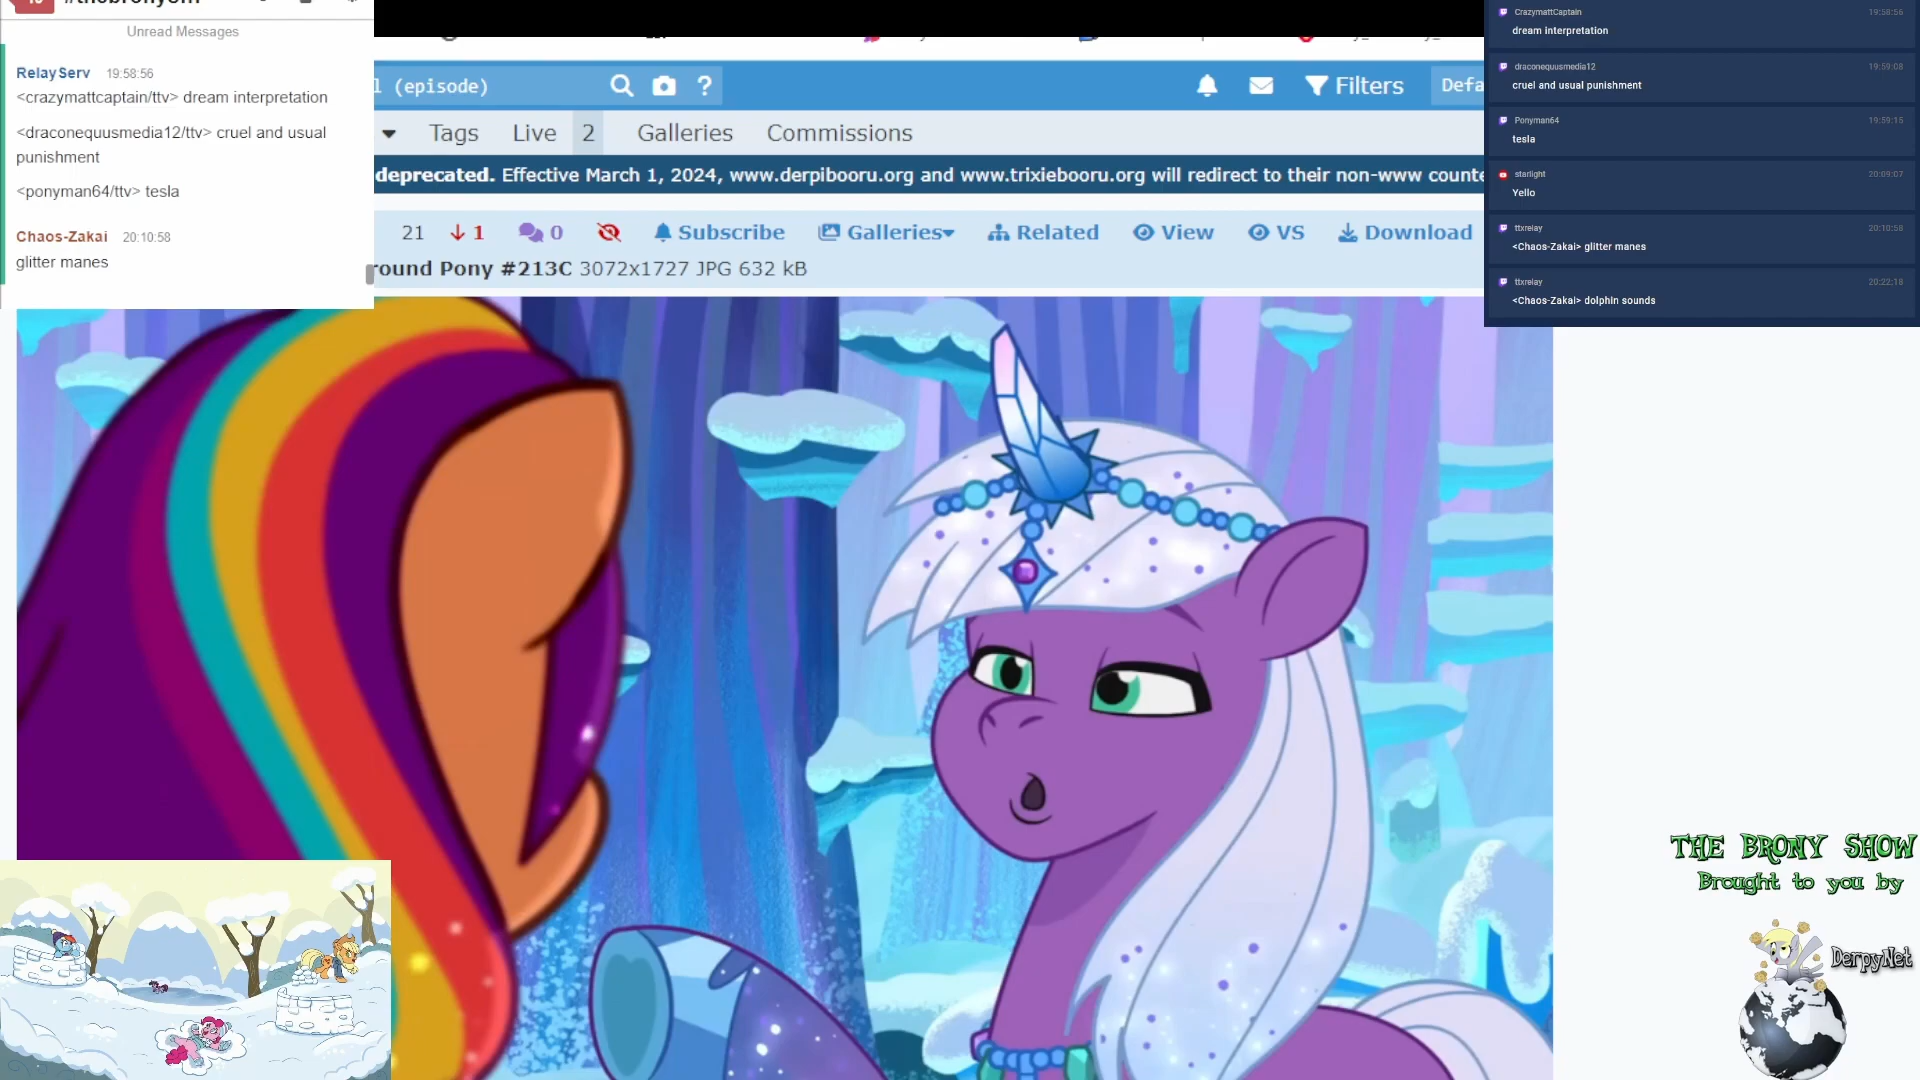 Unread Messages
RelayServ 19:58:56
<crazymattcaptain/ttv> dream interpretation
<draconequusmedia12/ttv> cruel and usual
punishment
<ponyman64/ttv> tesla
Chaos-Zakai 20:10:58
glitter manes
l (episode)
?
Filters
Defa
Tags Live 2 Galleries Commissions
deprecated. Effective March 1, 2024, www.derpibooru.org and www.trixiebooru.org will redirect to their non-www counte
21 1 0 Subscribe Galleries Related View VS Download
round Pony #213C 3072x1727 JPG 632 kB
CrazymattCaptain 19:58:56
dream interpretation
draconequusmedia12 19:59:08
cruel and usual punishment
Ponyman64 19:59:15
tesla
starlight 20:09:07
Yello
ttxrelay 20:10:58
<Chaos-Zakai> glitter manes
ttxrelay 20:22:18
<Chaos-Zakai> dolphin sounds
THE BRONY SHOW
Brought to you by
DerpyNet